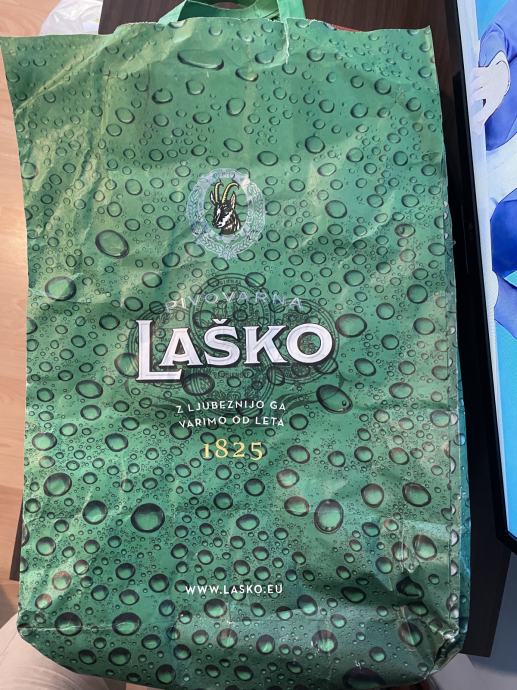 PIVOVARNA
LAŠKO
Z LJUBEZNIJO GA
VARIMO OD LETA
1825
WWW.LASKO.EU